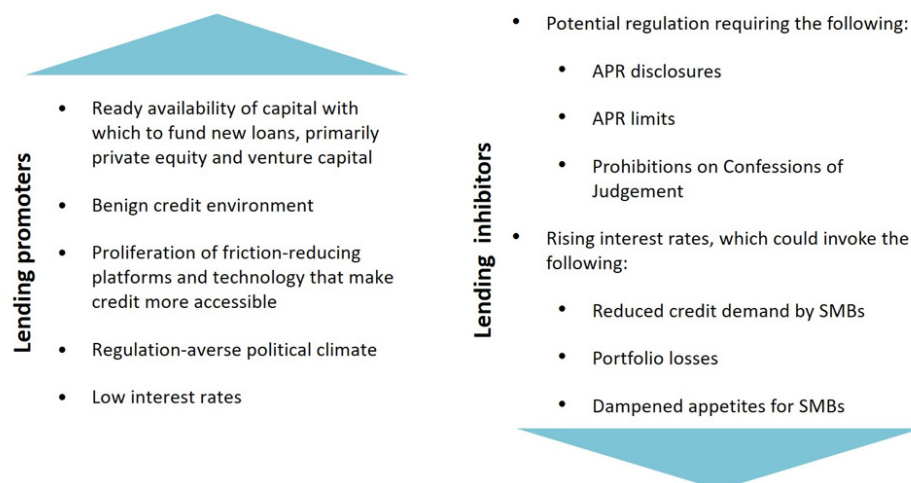 Lending promoters
• Ready availability of capital with
which to fund new loans, primarily
private equity and venture capital
• Benign credit environment
• Proliferation of friction-reducing
platforms and technology that make
credit more accessible
• Regulation-averse political climate
• Low interest rates
Lending inhibitors
• Potential regulation requiring the following:
• APR disclosures
• APR limits
• Prohibitions on Confessions of
Judgement
• Rising interest rates, which could invoke the
following:
• Reduced credit demand by SMBs
• Portfolio losses
• Dampened appetites for SMBs